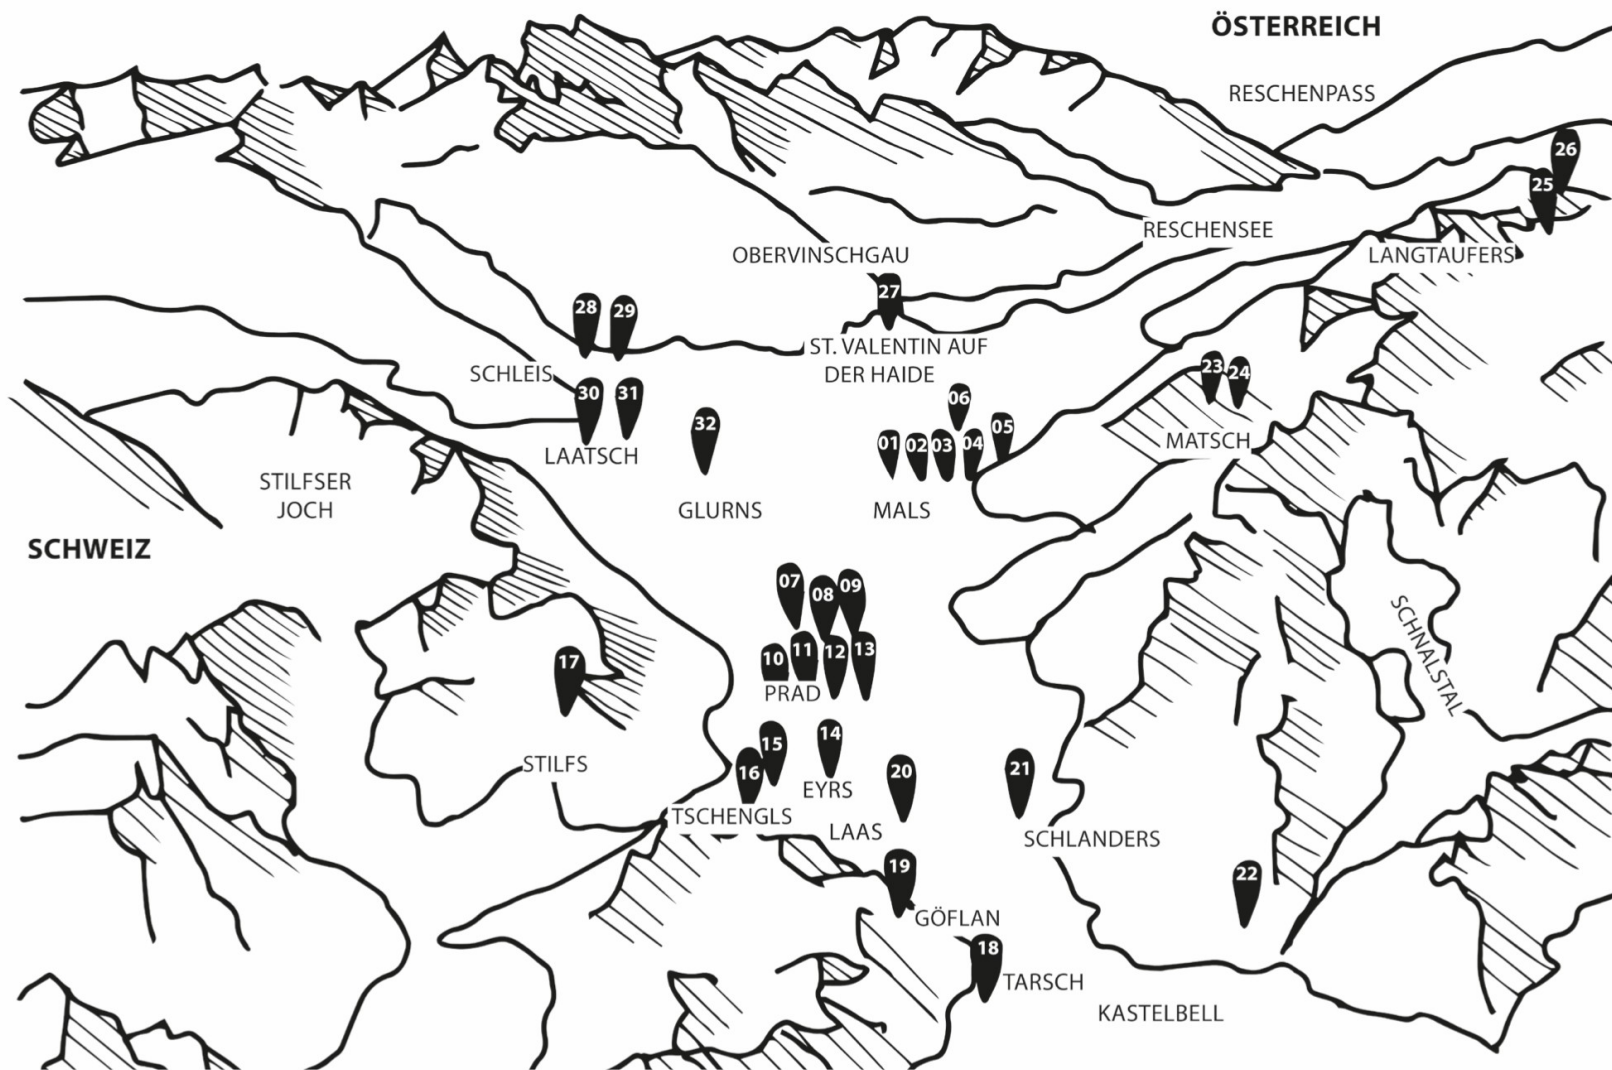 ÖSTERREICH
RESCHENPASS
26
25
RESCHENSEE
OBERVINSCHGAU
LANGTAUFERS
27
28
29
ST. VALENTIN AUF
DER HAIDE
SCHLEIS
23
24
30
31
06
32
05
01
02
03
04
MATSCH
LAATSCH
STILFSER
JOCH
GLURNS
MALS
SCHWEIZ
07
08
09
SCHNALSTAL
10
11
12
13
17
PRAD
14
15
16
STILFS
20
21
EYRS
TSCHENGLS
LAAS
SCHLANDERS
19
22
GÖFLAN
18
TARSCH
KASTELBELL